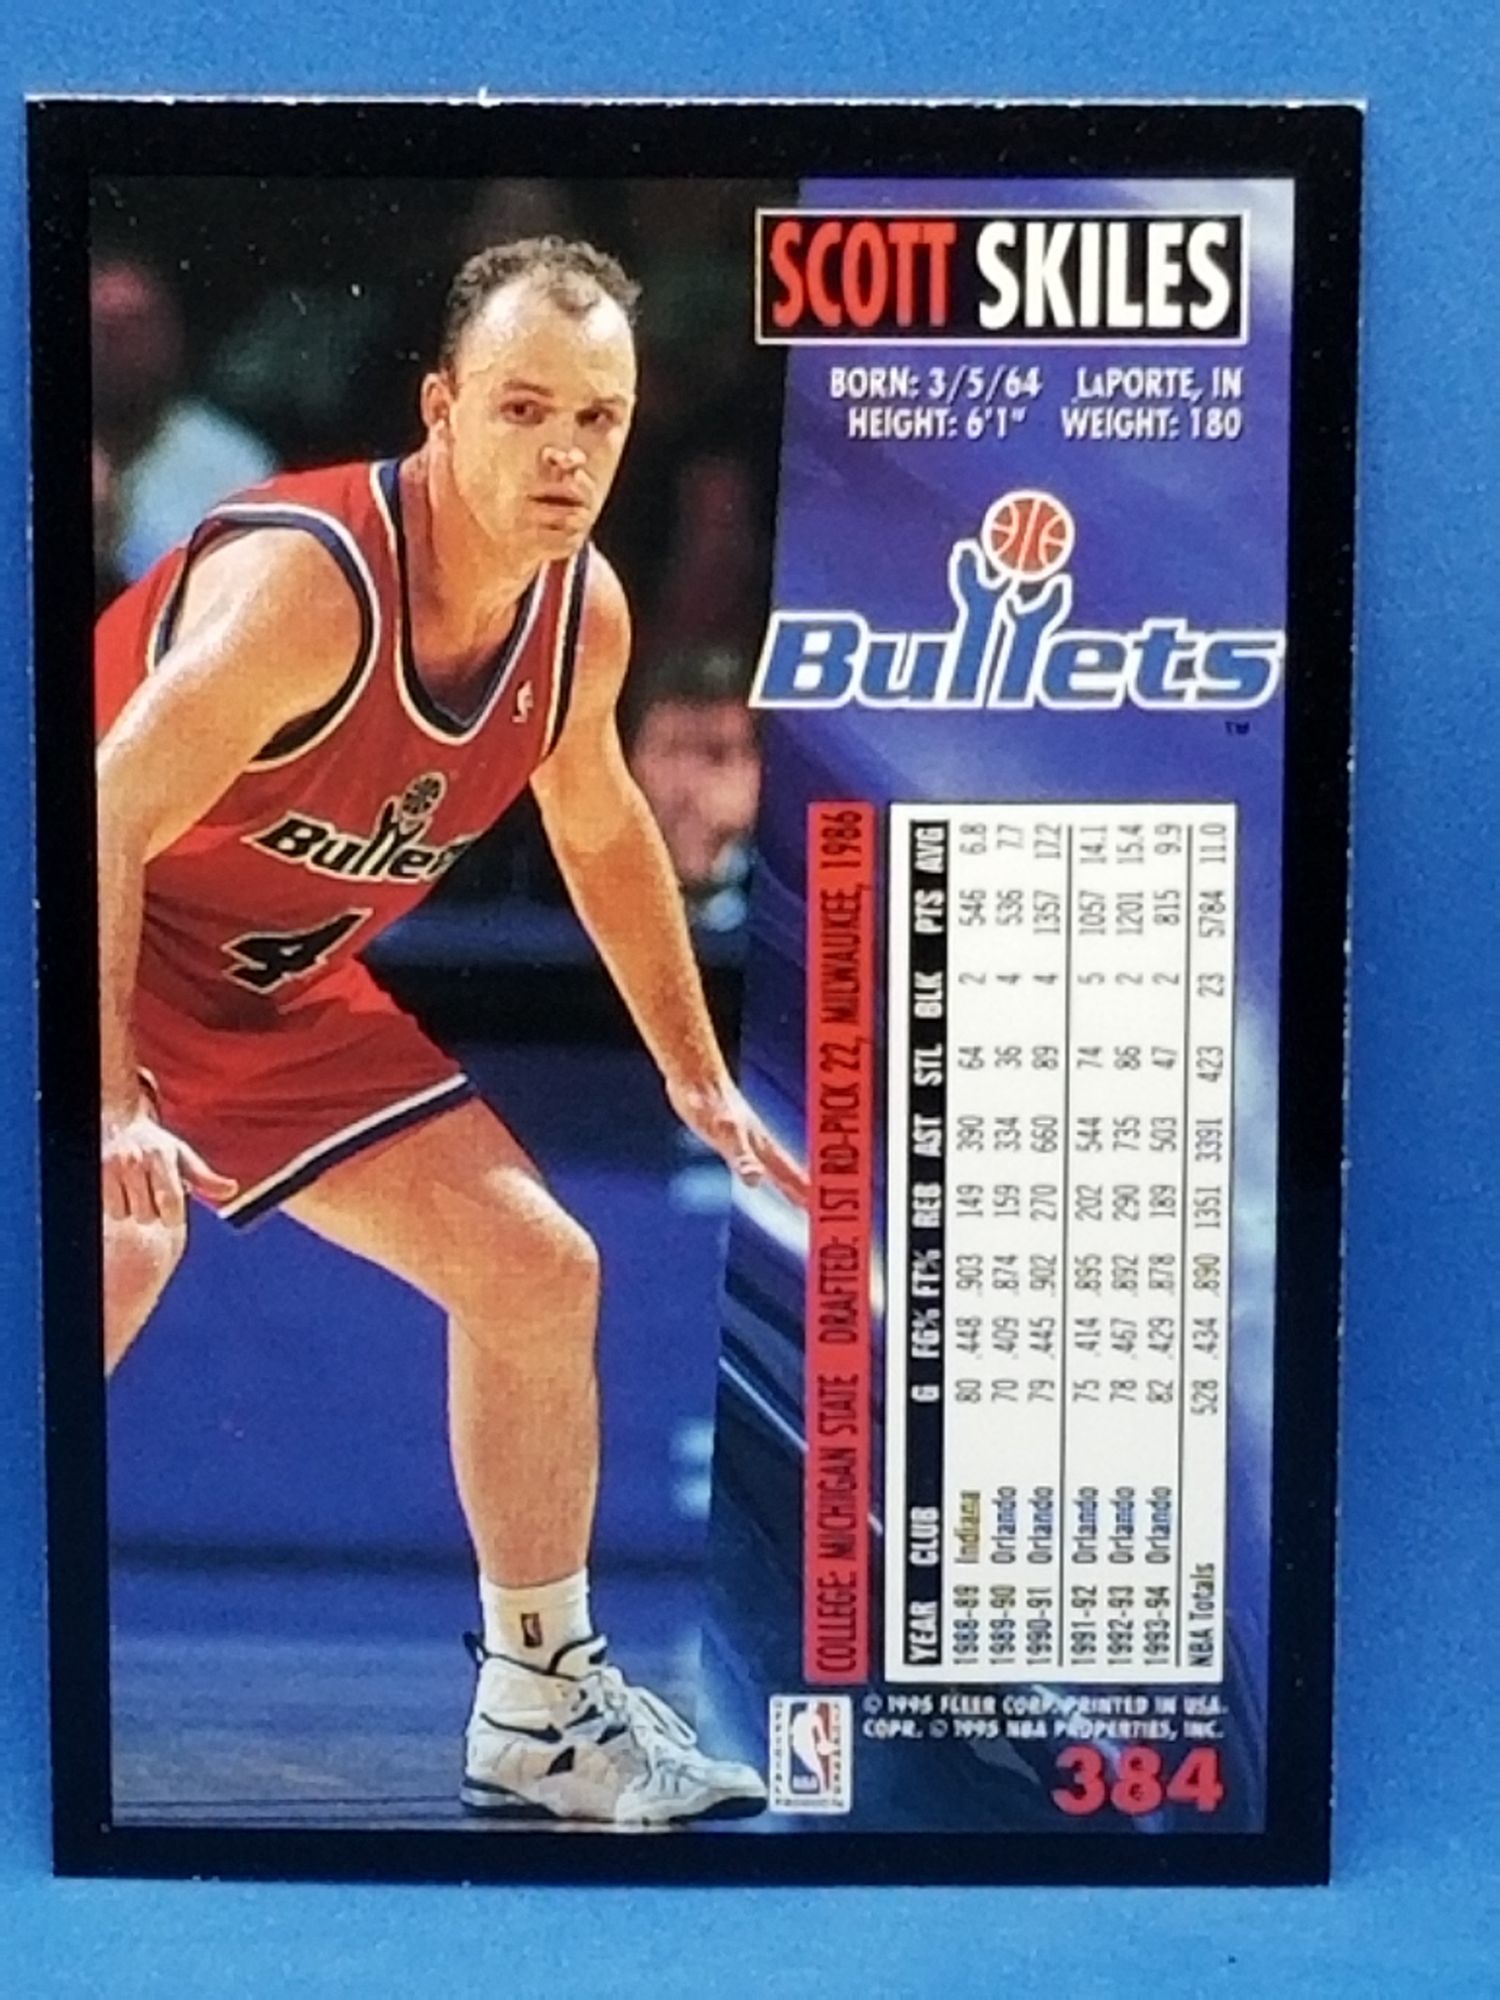 SCOTT SKILES
BORN: 3/5/64 LaPORTE, IN
HEIGHT: 6'1" WEIGHT: 180
Bullets
TM
Bullets
4
COLLEGE: MICHIGAN STATE DRAFTED: 1ST RD-PICK 22, MILWAUKEE, 1986
YEAR CLUB G FG% FT% REB AST STL BLK PTS AVG
1988-89 Indiana 80 .448 .903 149 390 64 2 546 6.8
1989-90 Orlando 70 .409 .874 159 334 36 4 536 7.7
1990-91 Orlando 79 .445 .902 270 660 89 4 1357 17.2
1991-92 Orlando 75 .414 .895 202 544 74 5 1057 14.1
1992-93 Orlando 78 .467 .892 290 735 86 2 1201 15.4
1993-94 Orlando 82 .429 .878 189 503 47 2 815 9.9
NBA Totals 528 .434 .890 1351 3391 423 23 5784 11.0
© 1995 FLEER CORP. PRINTED IN USA.
COPR. © 1995 NBA PROPERTIES, INC.
NBA
384